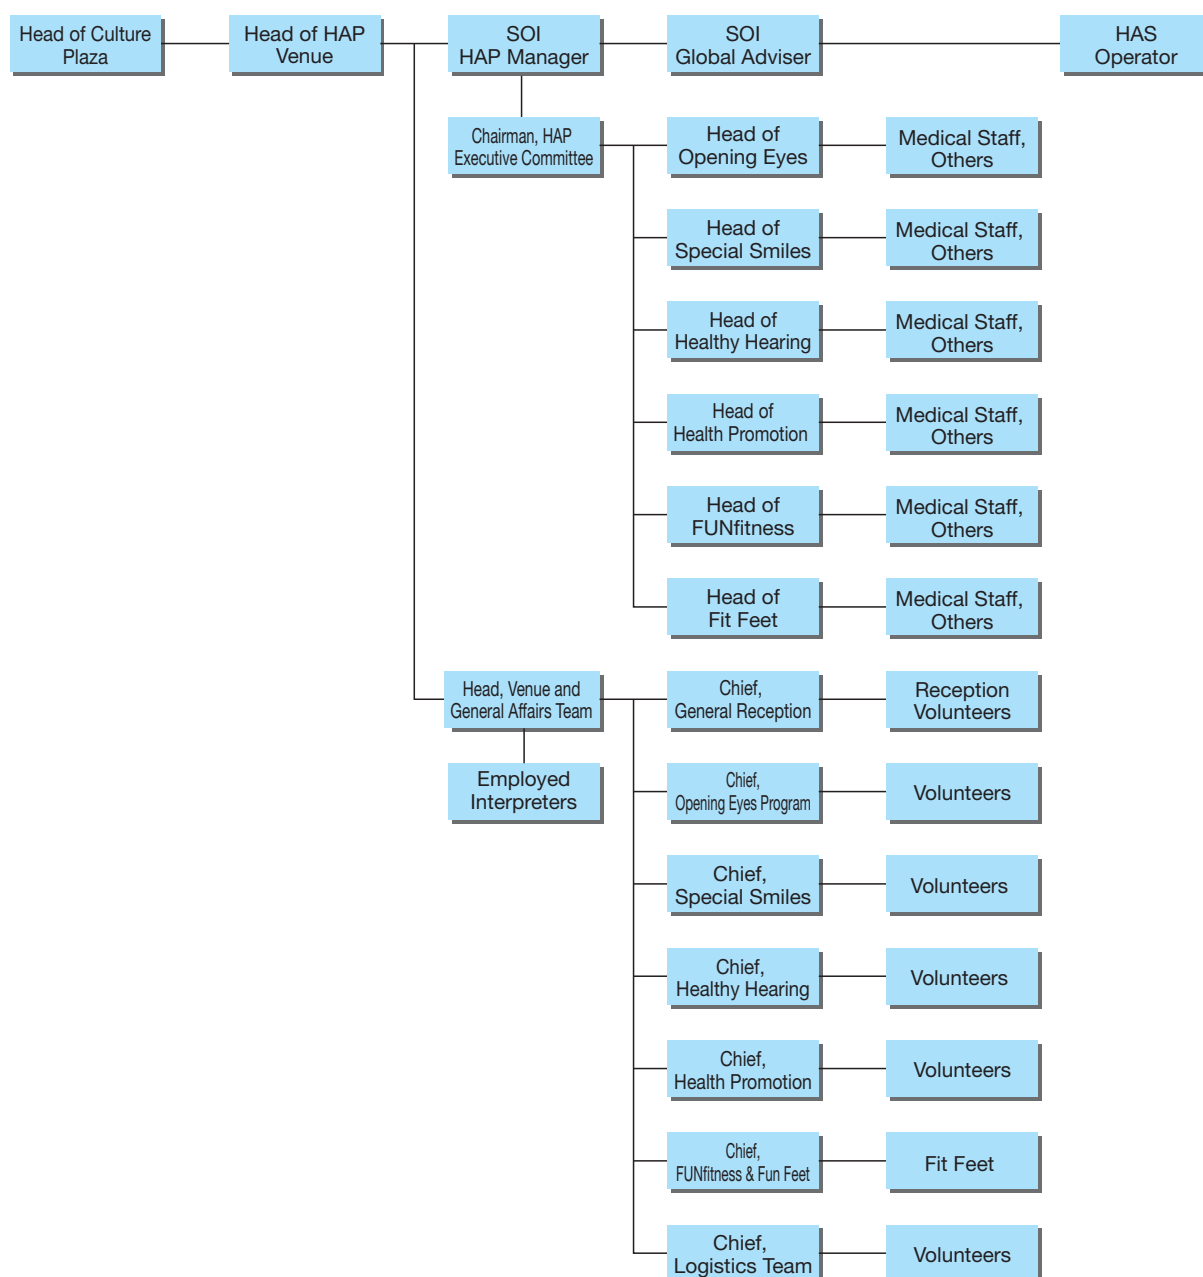 Head of Culture
Plaza
Head of HAP
Venue
SOI
HAP Manager
SOI
Global Adviser
HAS
Operator
Chairman, HAP
Executive Committee
Head of
Opening Eyes
Medical Staff,
Others
Head of
Special Smiles
Medical Staff,
Others
Head of
Healthy Hearing
Medical Staff,
Others
Head of
Health Promotion
Medical Staff,
Others
Head of
FUNfitness
Medical Staff,
Others
Head of
Fit Feet
Medical Staff,
Others
Head, Venue and
General Affairs Team
Chief,
General Reception
Reception
Volunteers
Employed
Interpreters
Chief,
Opening Eyes Program
Volunteers
Chief,
Special Smiles
Volunteers
Chief,
Healthy Hearing
Volunteers
Chief,
Health Promotion
Volunteers
Chief,
FUNfitness & Fun Feet
Fit Feet
Chief,
Logistics Team
Volunteers